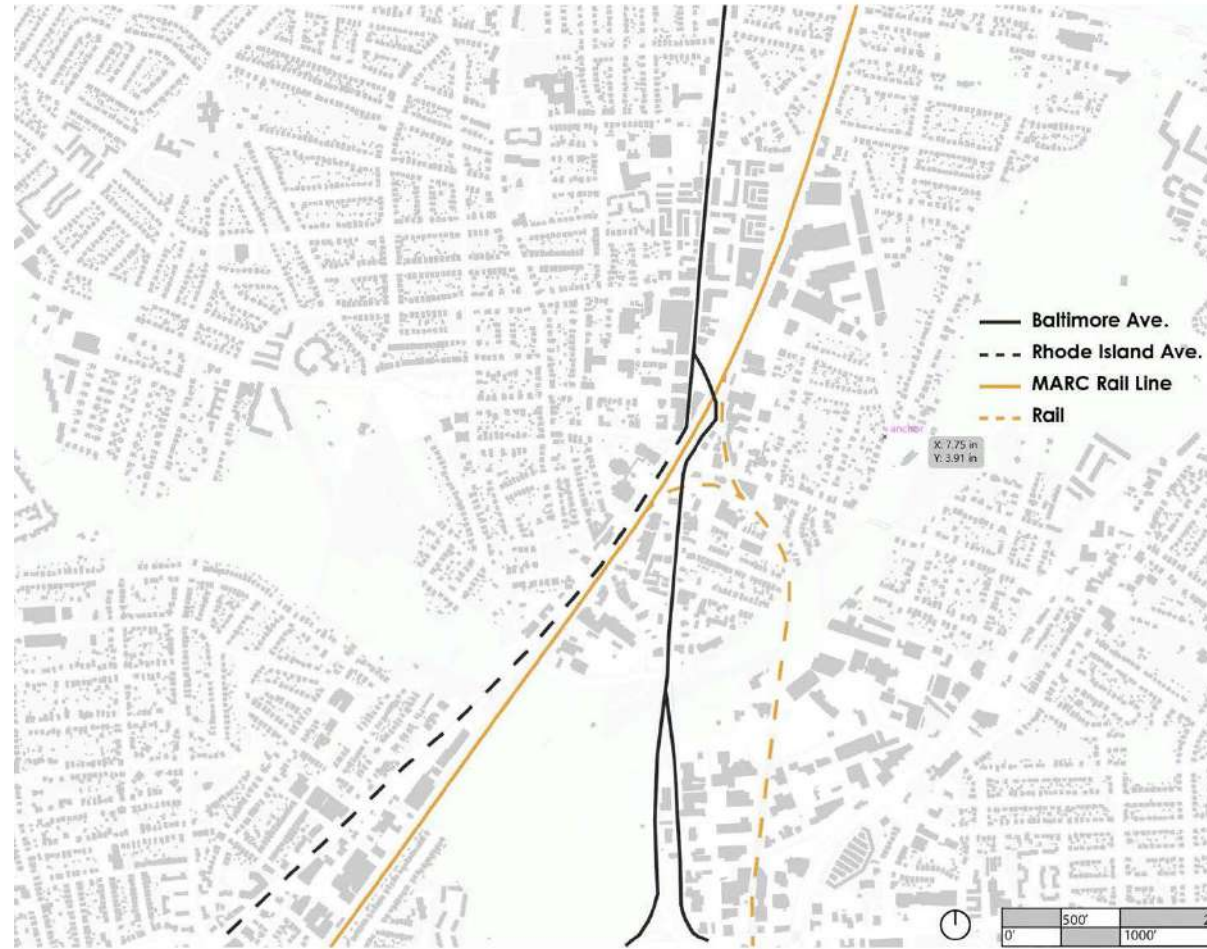 Baltimore Ave.
Rhode Island Ave.
MARC Rail Line
Rail
anchor
X: 7.75 in
Y: 3.91 in
500'
2
0'
1000'